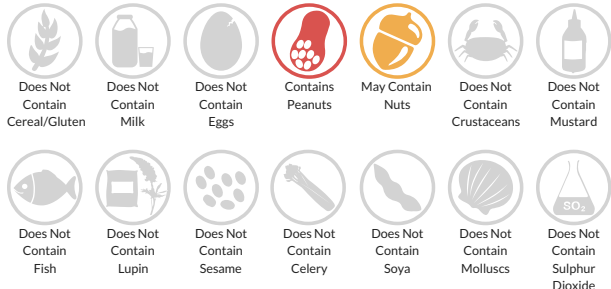 Does Not
Contain
Cereal/Gluten
Does Not
Contain
Milk
Does Not
Contain
Eggs
Contains
Peanuts
May Contain
Nuts
Does Not
Contain
Crustaceans
Does Not
Contain
Mustard
Does Not
Contain
Fish
Does Not
Contain
Lupin
Does Not
Contain
Sesame
Does Not
Contain
Celery
Does Not
Contain
Soya
Does Not
Contain
Molluscs
SO₂
Does Not
Contain
Sulphur
Dioxide